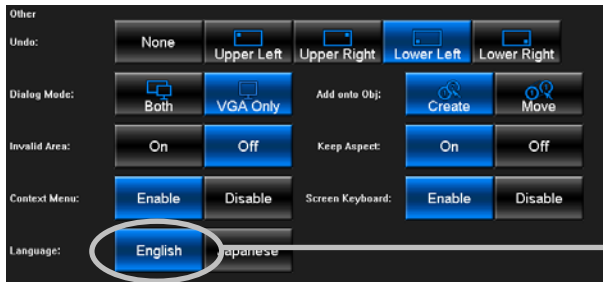 Other
Undo: None Upper Left Upper Right Lower Left Lower Right
Dialog Mode: Both VGA Only Add onto Obj: Create Move
Invalid Area: On Off Keep Aspect: On Off
Context Menu: Enable Disable Screen Keyboard: Enable Disable
Language: English Japanese